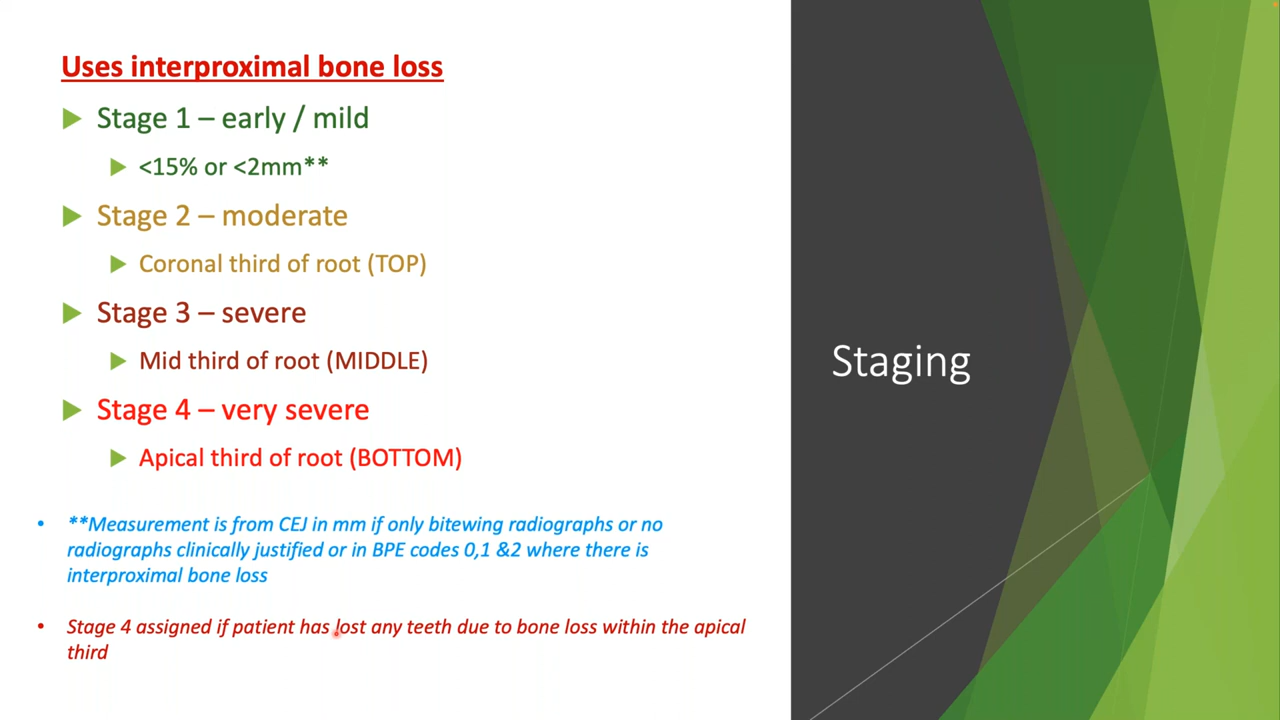 Uses interproximal bone loss
Stage 1 – early / mild
<15% or <2mm**
Stage 2 – moderate
Coronal third of root (TOP)
Stage 3 – severe
Mid third of root (MIDDLE)
Stage 4 – very severe
Apical third of root (BOTTOM)
**Measurement is from CEJ in mm if only bitewing radiographs or no
radiographs clinically justified or in BPE codes 0,1 &2 where there is
interproximal bone loss
Stage 4 assigned if patient has lost any teeth due to bone loss within the apical
third
Staging